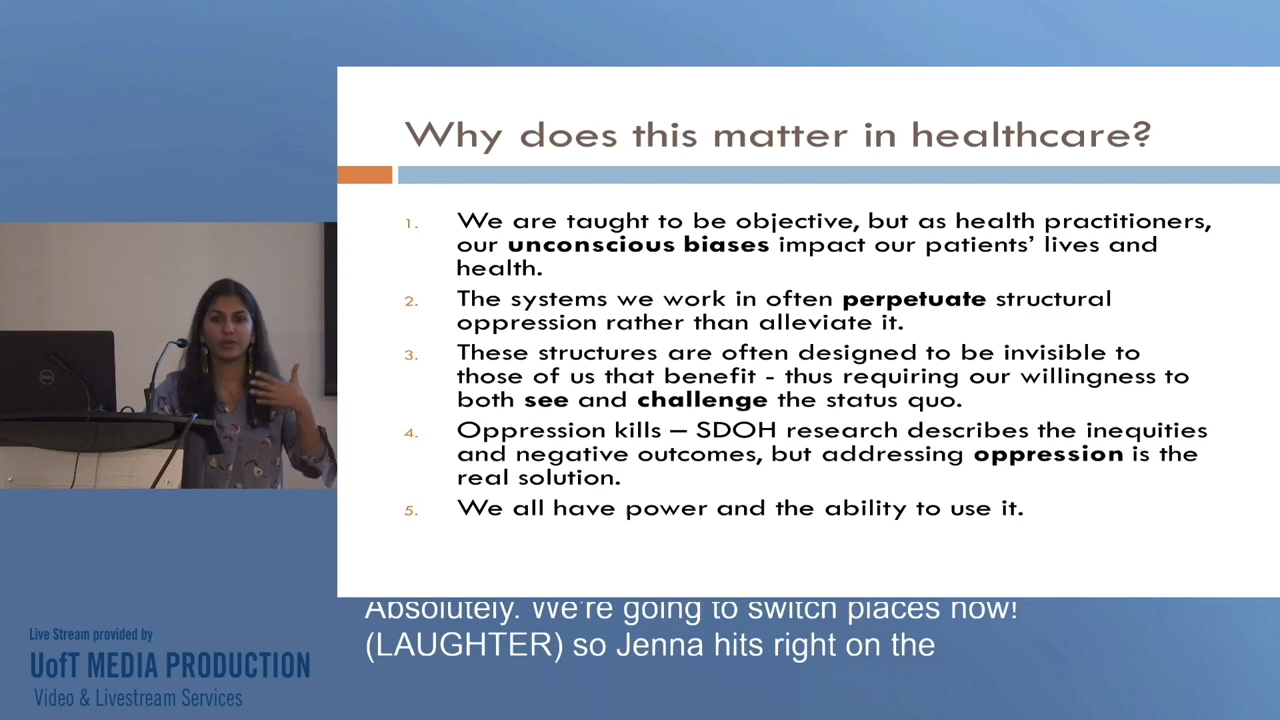 Why does this matter in healthcare?
1. We are taught to be objective, but as health practitioners,
our unconscious biases impact our patients' lives and
health.
2. The systems we work in often perpetuate structural
oppression rather than alleviate it.
3. These structures are often designed to be invisible to
those of us that benefit - thus requiring our willingness to
both see and challenge the status quo.
4. Oppression kills – SDOH research describes the inequities
and negative outcomes, but addressing oppression is the
real solution.
5. We all have power and the ability to use it.
Absolutely. We're going to switch places now!
(LAUGHTER) so Jenna hits right on the
Live Stream provided by
UofT MEDIA PRODUCTION
Video & Livestream Services
DELL